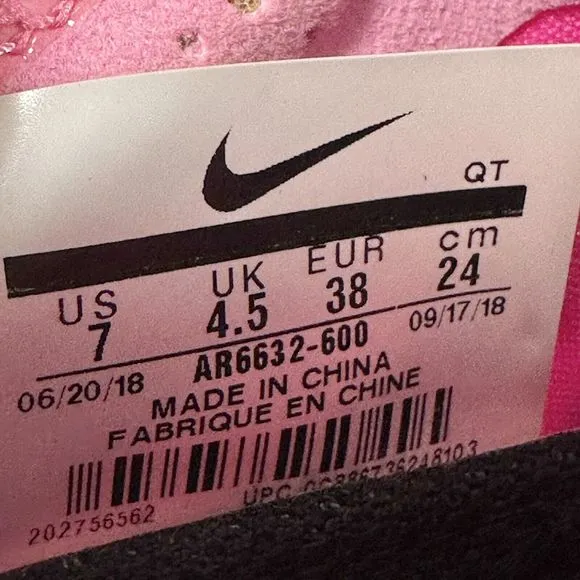 QT
US UK EUR cm
7 4.5 38 24
06/20/18 AR6632-600 09/17/18
MADE IN CHINA
FABRIQUE EN CHINE
UPC
202756562